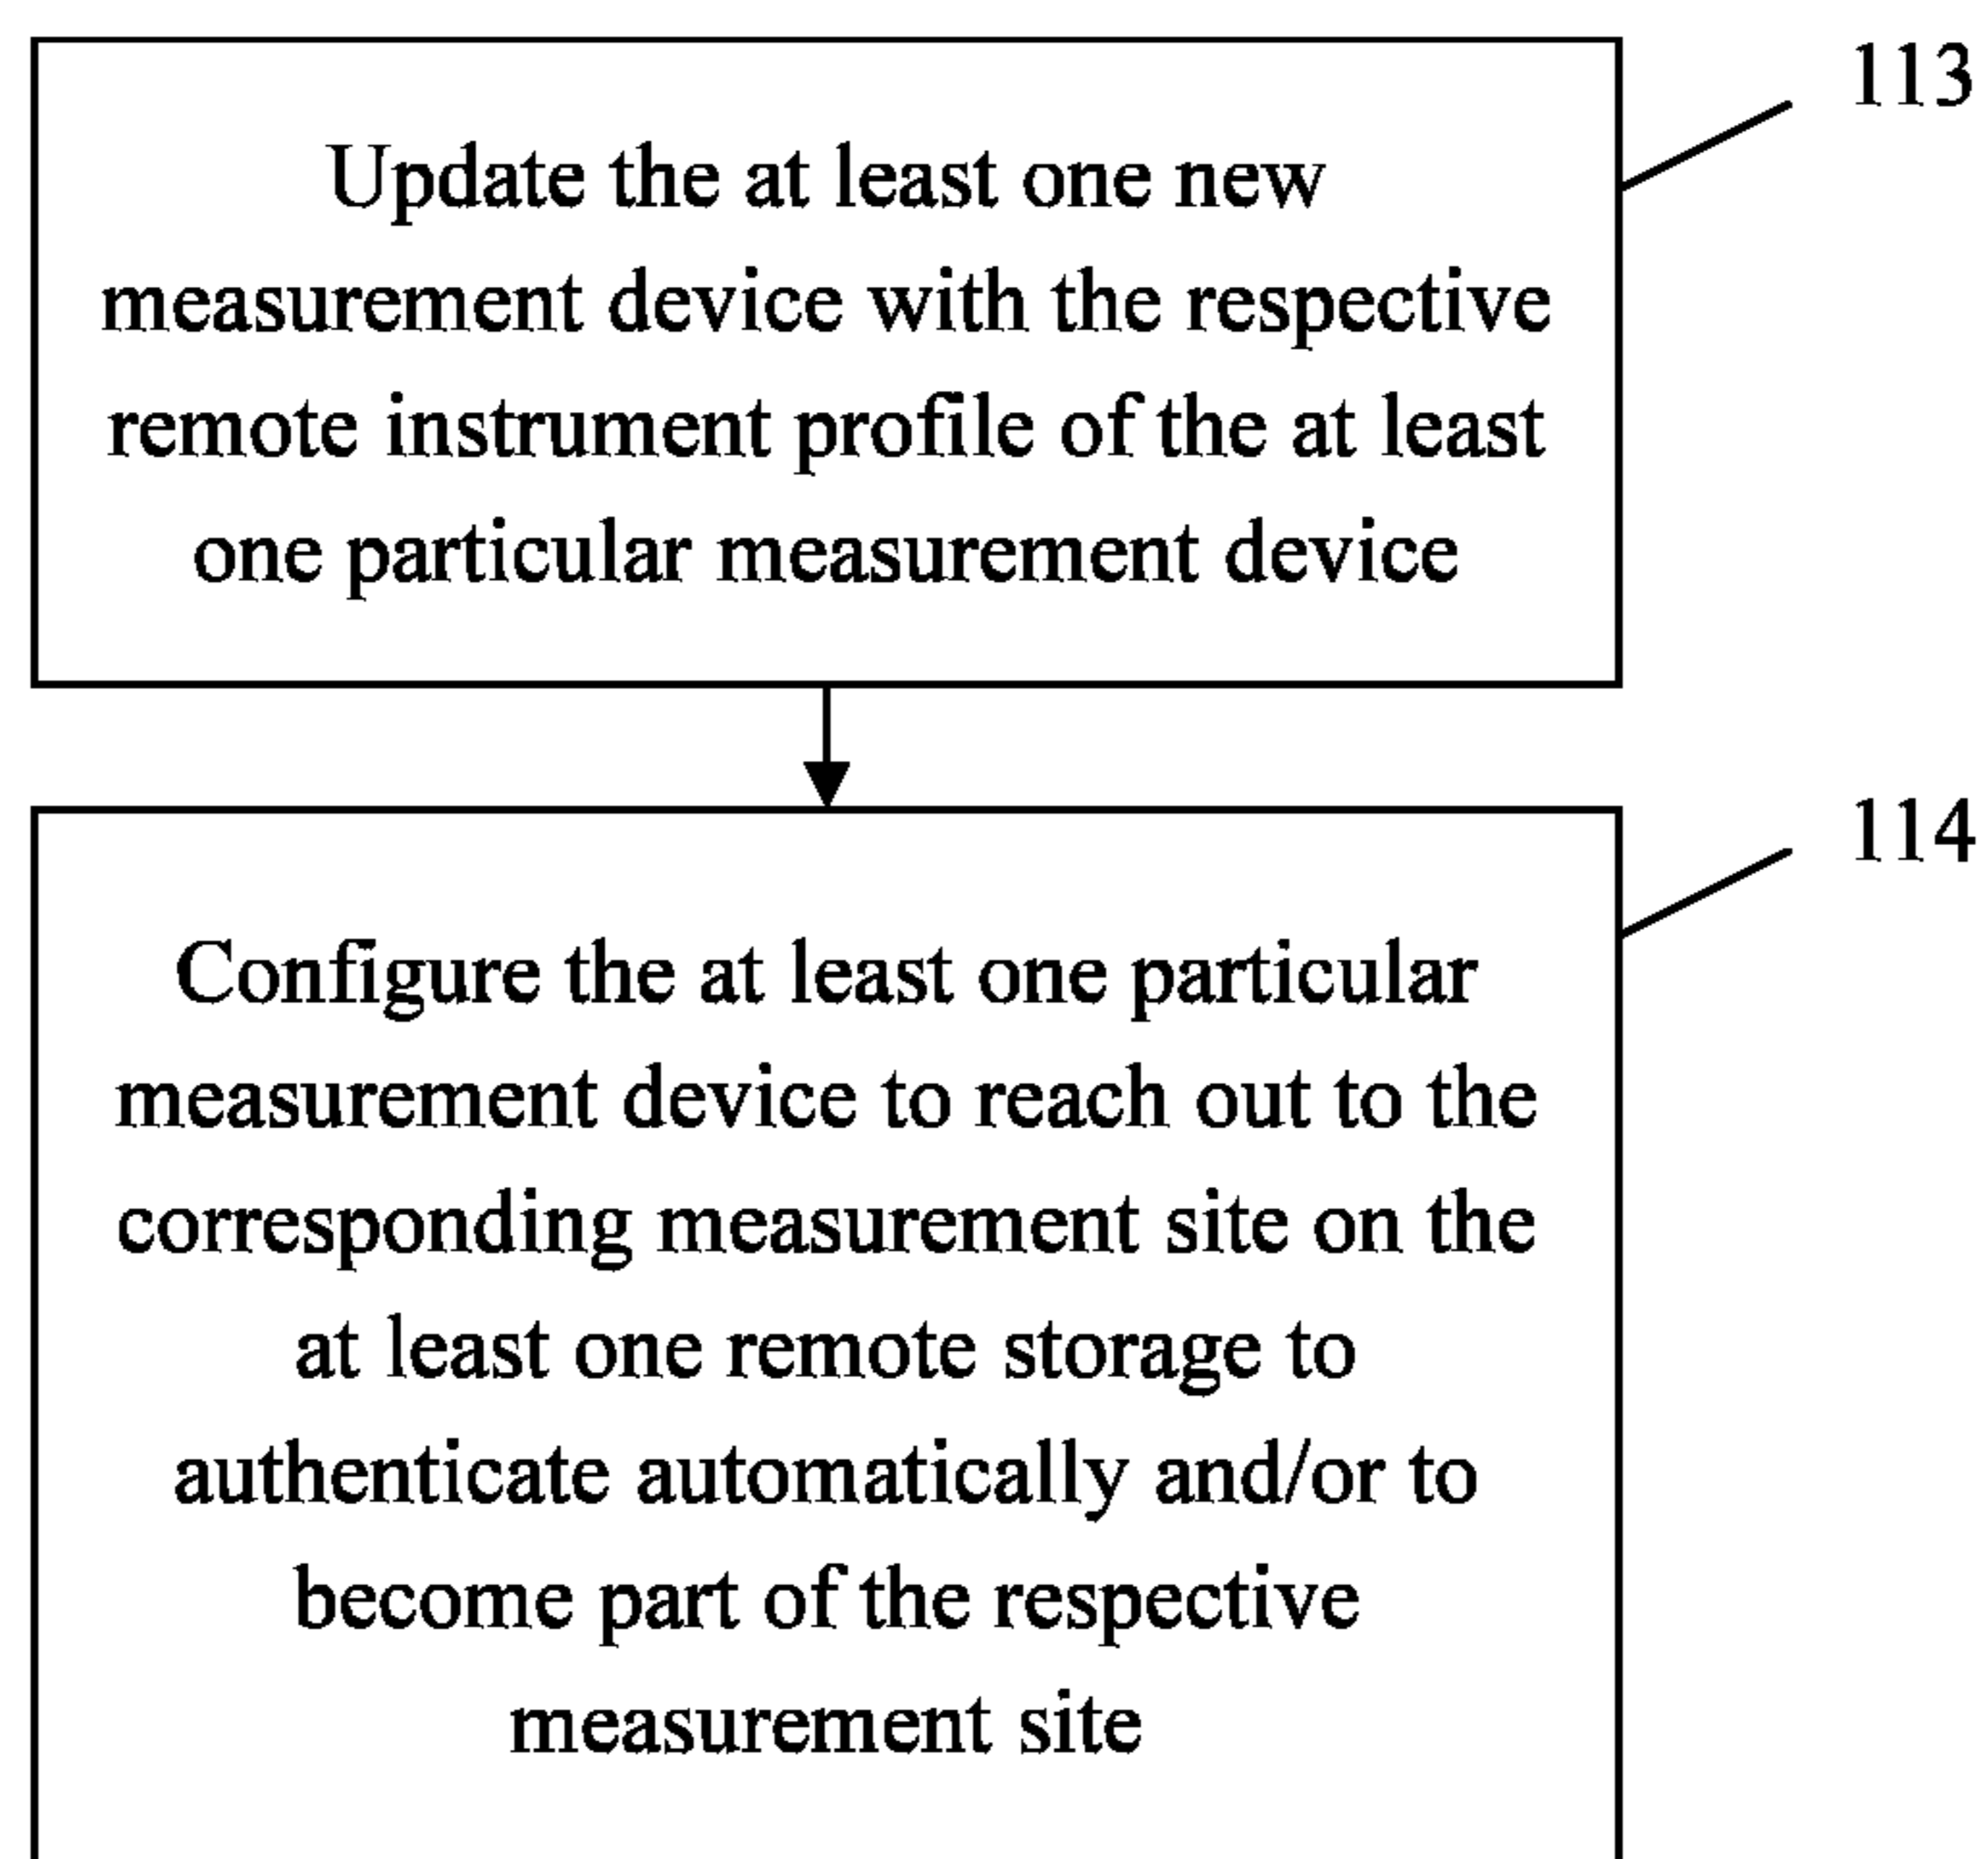 113
Update the at least one new
measurement device with the respective
remote instrument profile of the at least
one particular measurement device
114
Configure the at least one particular
measurement device to reach out to the
corresponding measurement site on the
at least one remote storage to
authenticate automatically and/or to
become part of the respective
measurement site